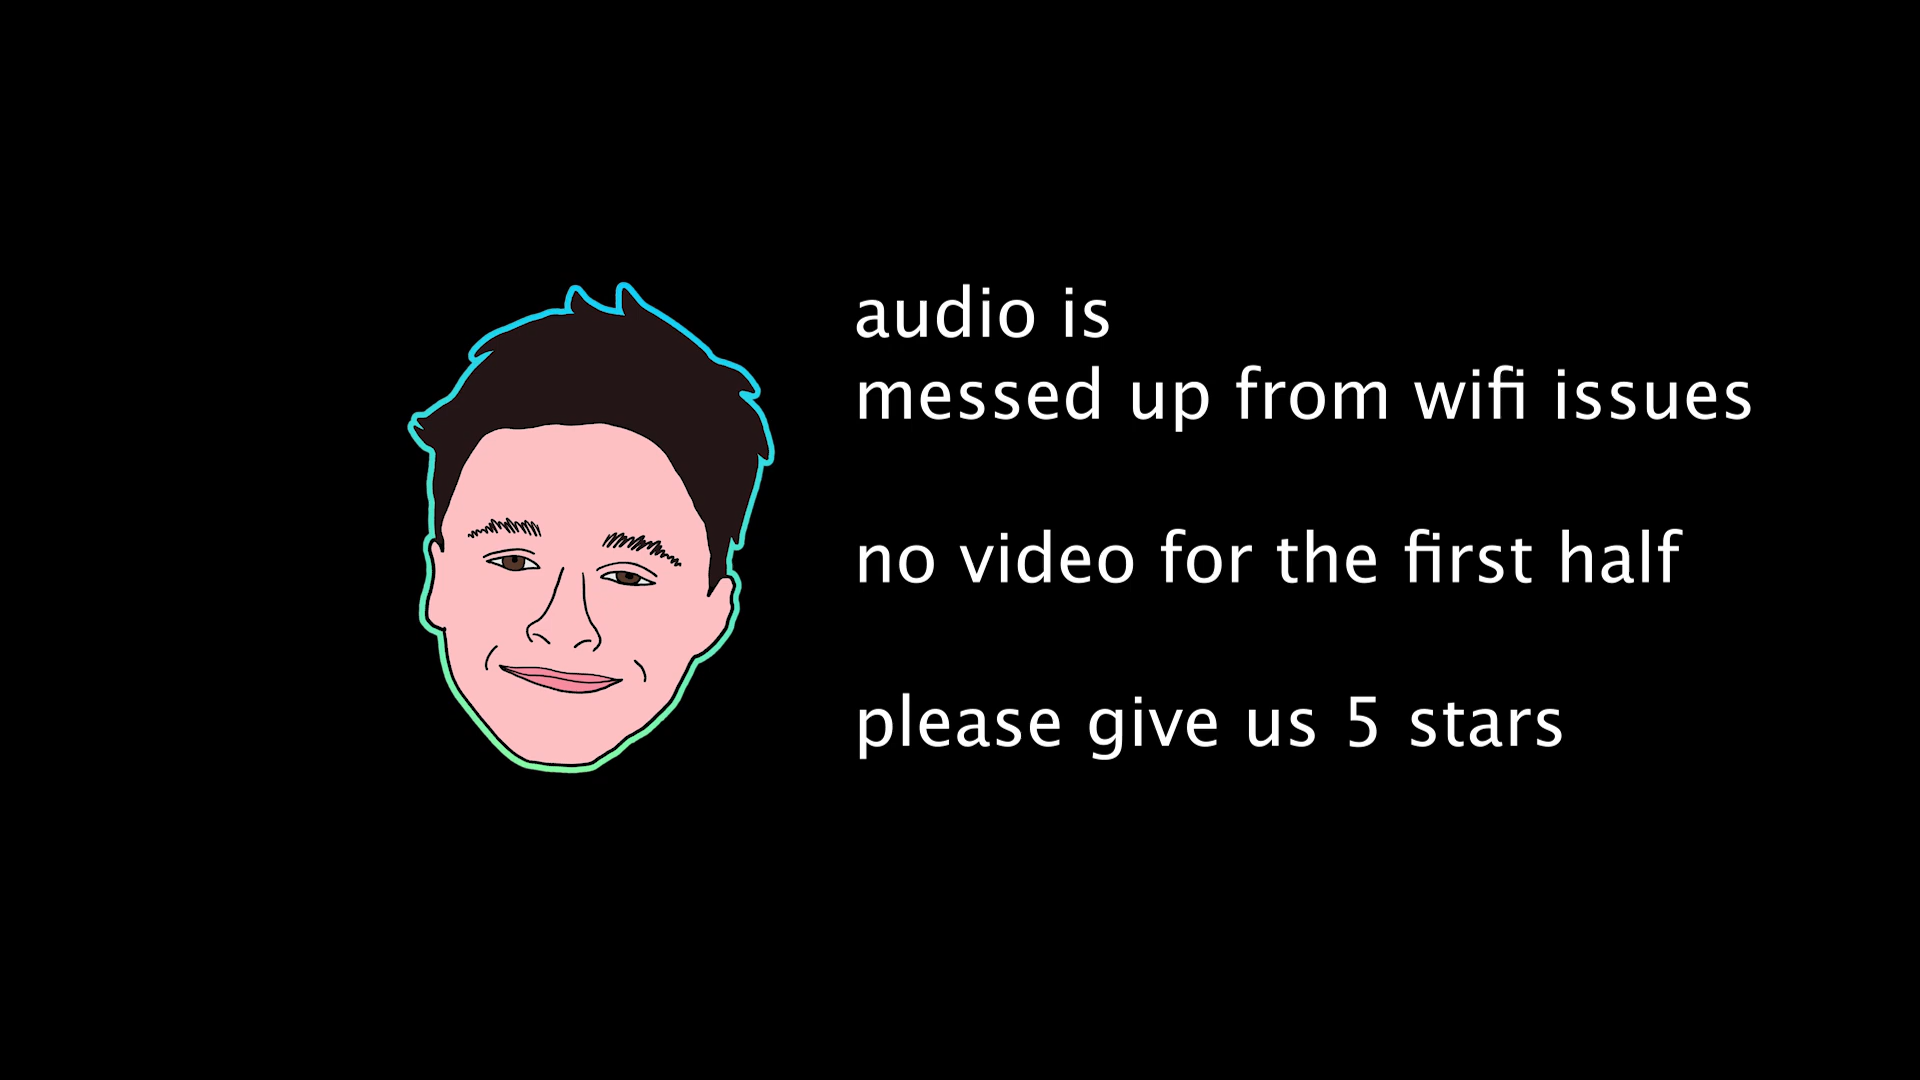 audio is
messed up from wifi issues
no video for the first half
please give us 5 stars